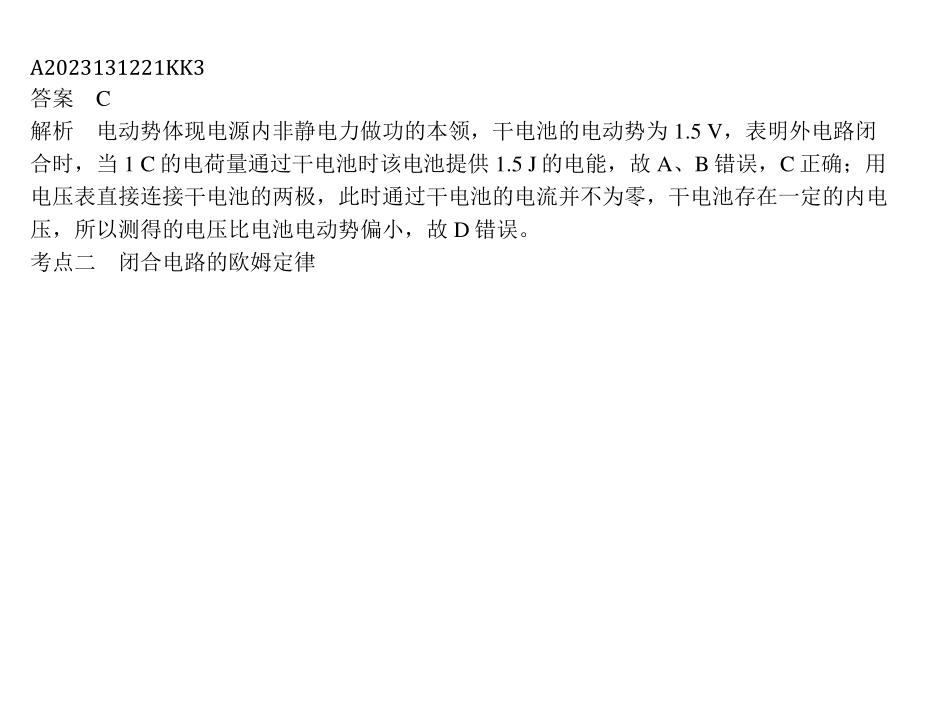 A2023131221KK3
答案　C
解析　电动势体现电源内非静电力做功的本领，干电池的电动势为 1.5 V，表明外电路闭
合时，当 1 C 的电荷量通过干电池时该电池提供 1.5 J 的电能，故 A、B 错误，C 正确；用
电压表直接连接干电池的两极，此时通过干电池的电流并不为零，干电池存在一定的内电
压，所以测得的电压比电池电动势偏小，故 D 错误。
考点二　闭合电路的欧姆定律